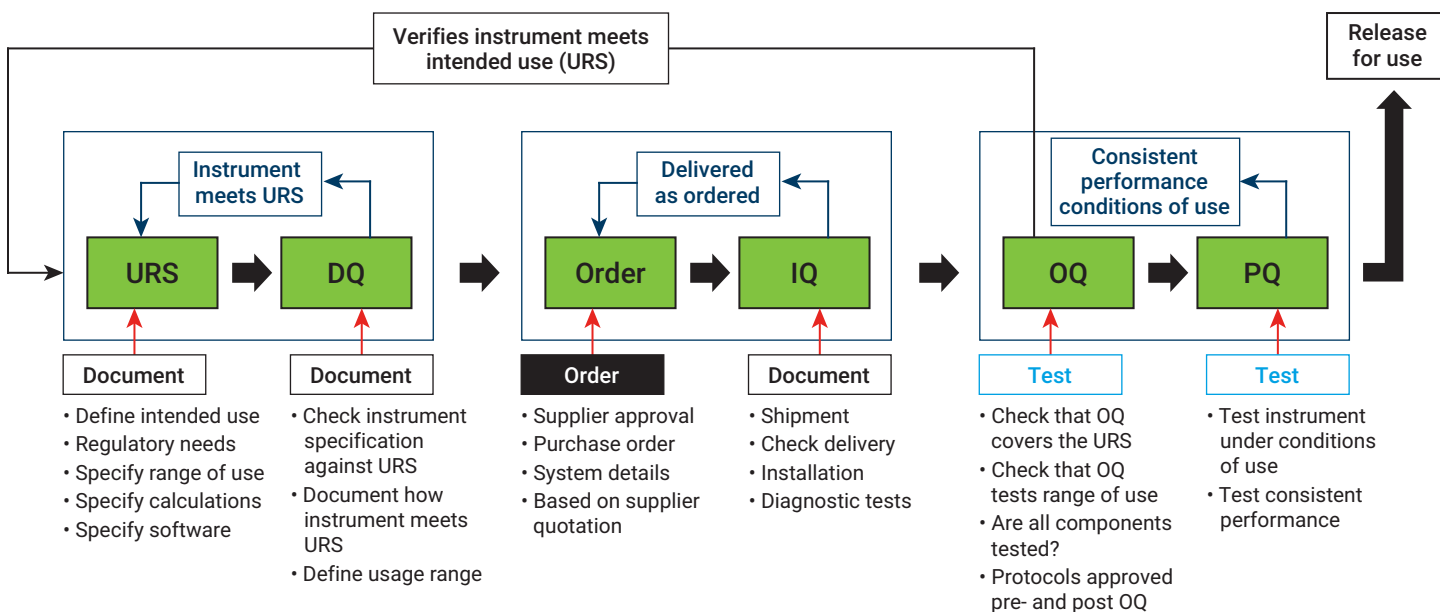 Verifies instrument meets
intended use (URS)
Release
for use
Instrument
meets URS
Delivered
as ordered
Consistent
performance
conditions of use
URS
DQ
Order
IQ
OQ
PQ
Document
• Define intended use
• Regulatory needs
• Specify range of use
• Specify calculations
• Specify software
Document
• Check instrument
specification
against URS
• Document how
instrument meets
URS
• Define usage range
Order
• Supplier approval
• Purchase order
• System details
• Based on supplier
quotation
Document
• Shipment
• Check delivery
• Installation
• Diagnostic tests
Test
• Check that OQ
covers the URS
• Check that OQ
tests range of use
• Are all components
tested?
• Protocols approved
pre- and post OQ
Test
• Test instrument
under conditions
of use
• Test consistent
performance